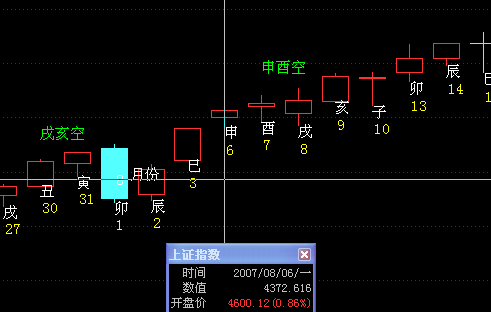 申酉空
卯
13
辰
14
巳
1
亥
9
子
10
戌亥空
申
6
酉
7
戌
8
戌
27
丑
30
寅
31
8月份
卯
1
辰
2
巳
3
上证指数
时间 2007/08/06/一
数值 4372.616
开盘价 4600.12(0.86%)